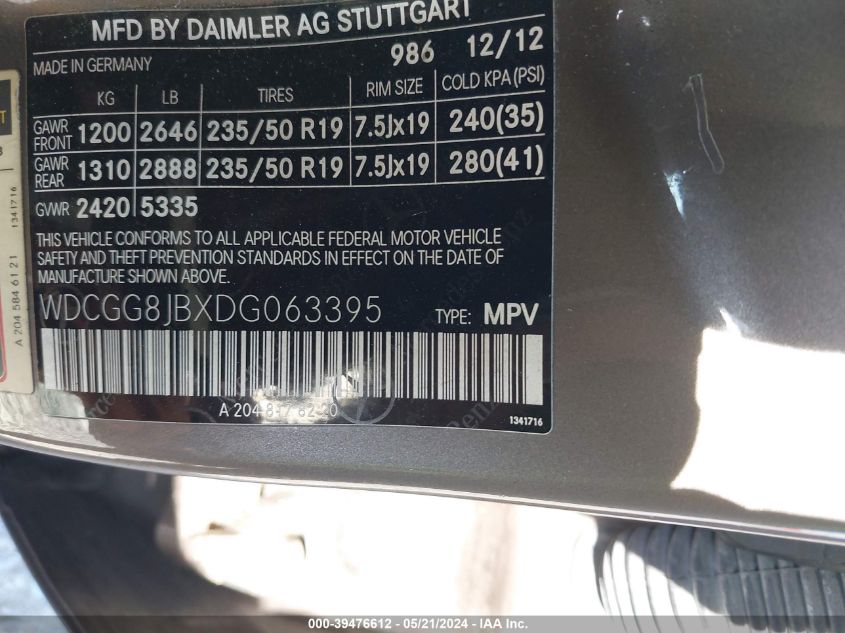 MFD BY DAIMLER AG STUTTGART
986 12/12
MADE IN GERMANY
KG LB TIRES RIM SIZE COLD KPA(PSI)
GAWR FRONT 1200 2646 235/50 R19 7.5Jx19 240(35)
GAWR REAR 1310 2888 235/50 R19 7.5Jx19 280(41)
GVWR 2420 5335
THIS VEHICLE CONFORMS TO ALL APPLICABLE FEDERAL MOTOR VEHICLE
SAFETY AND THEFT PREVENTION STANDARDS IN EFFECT ON THE DATE OF
MANUFACTURE SHOWN ABOVE.
WDCGG8JBXDG063395 TYPE: MPV
A 204 817 82 20
1341716
A 204 584 61 21
1341716
000-39476612 - 05/21/2024 - IAA Inc.